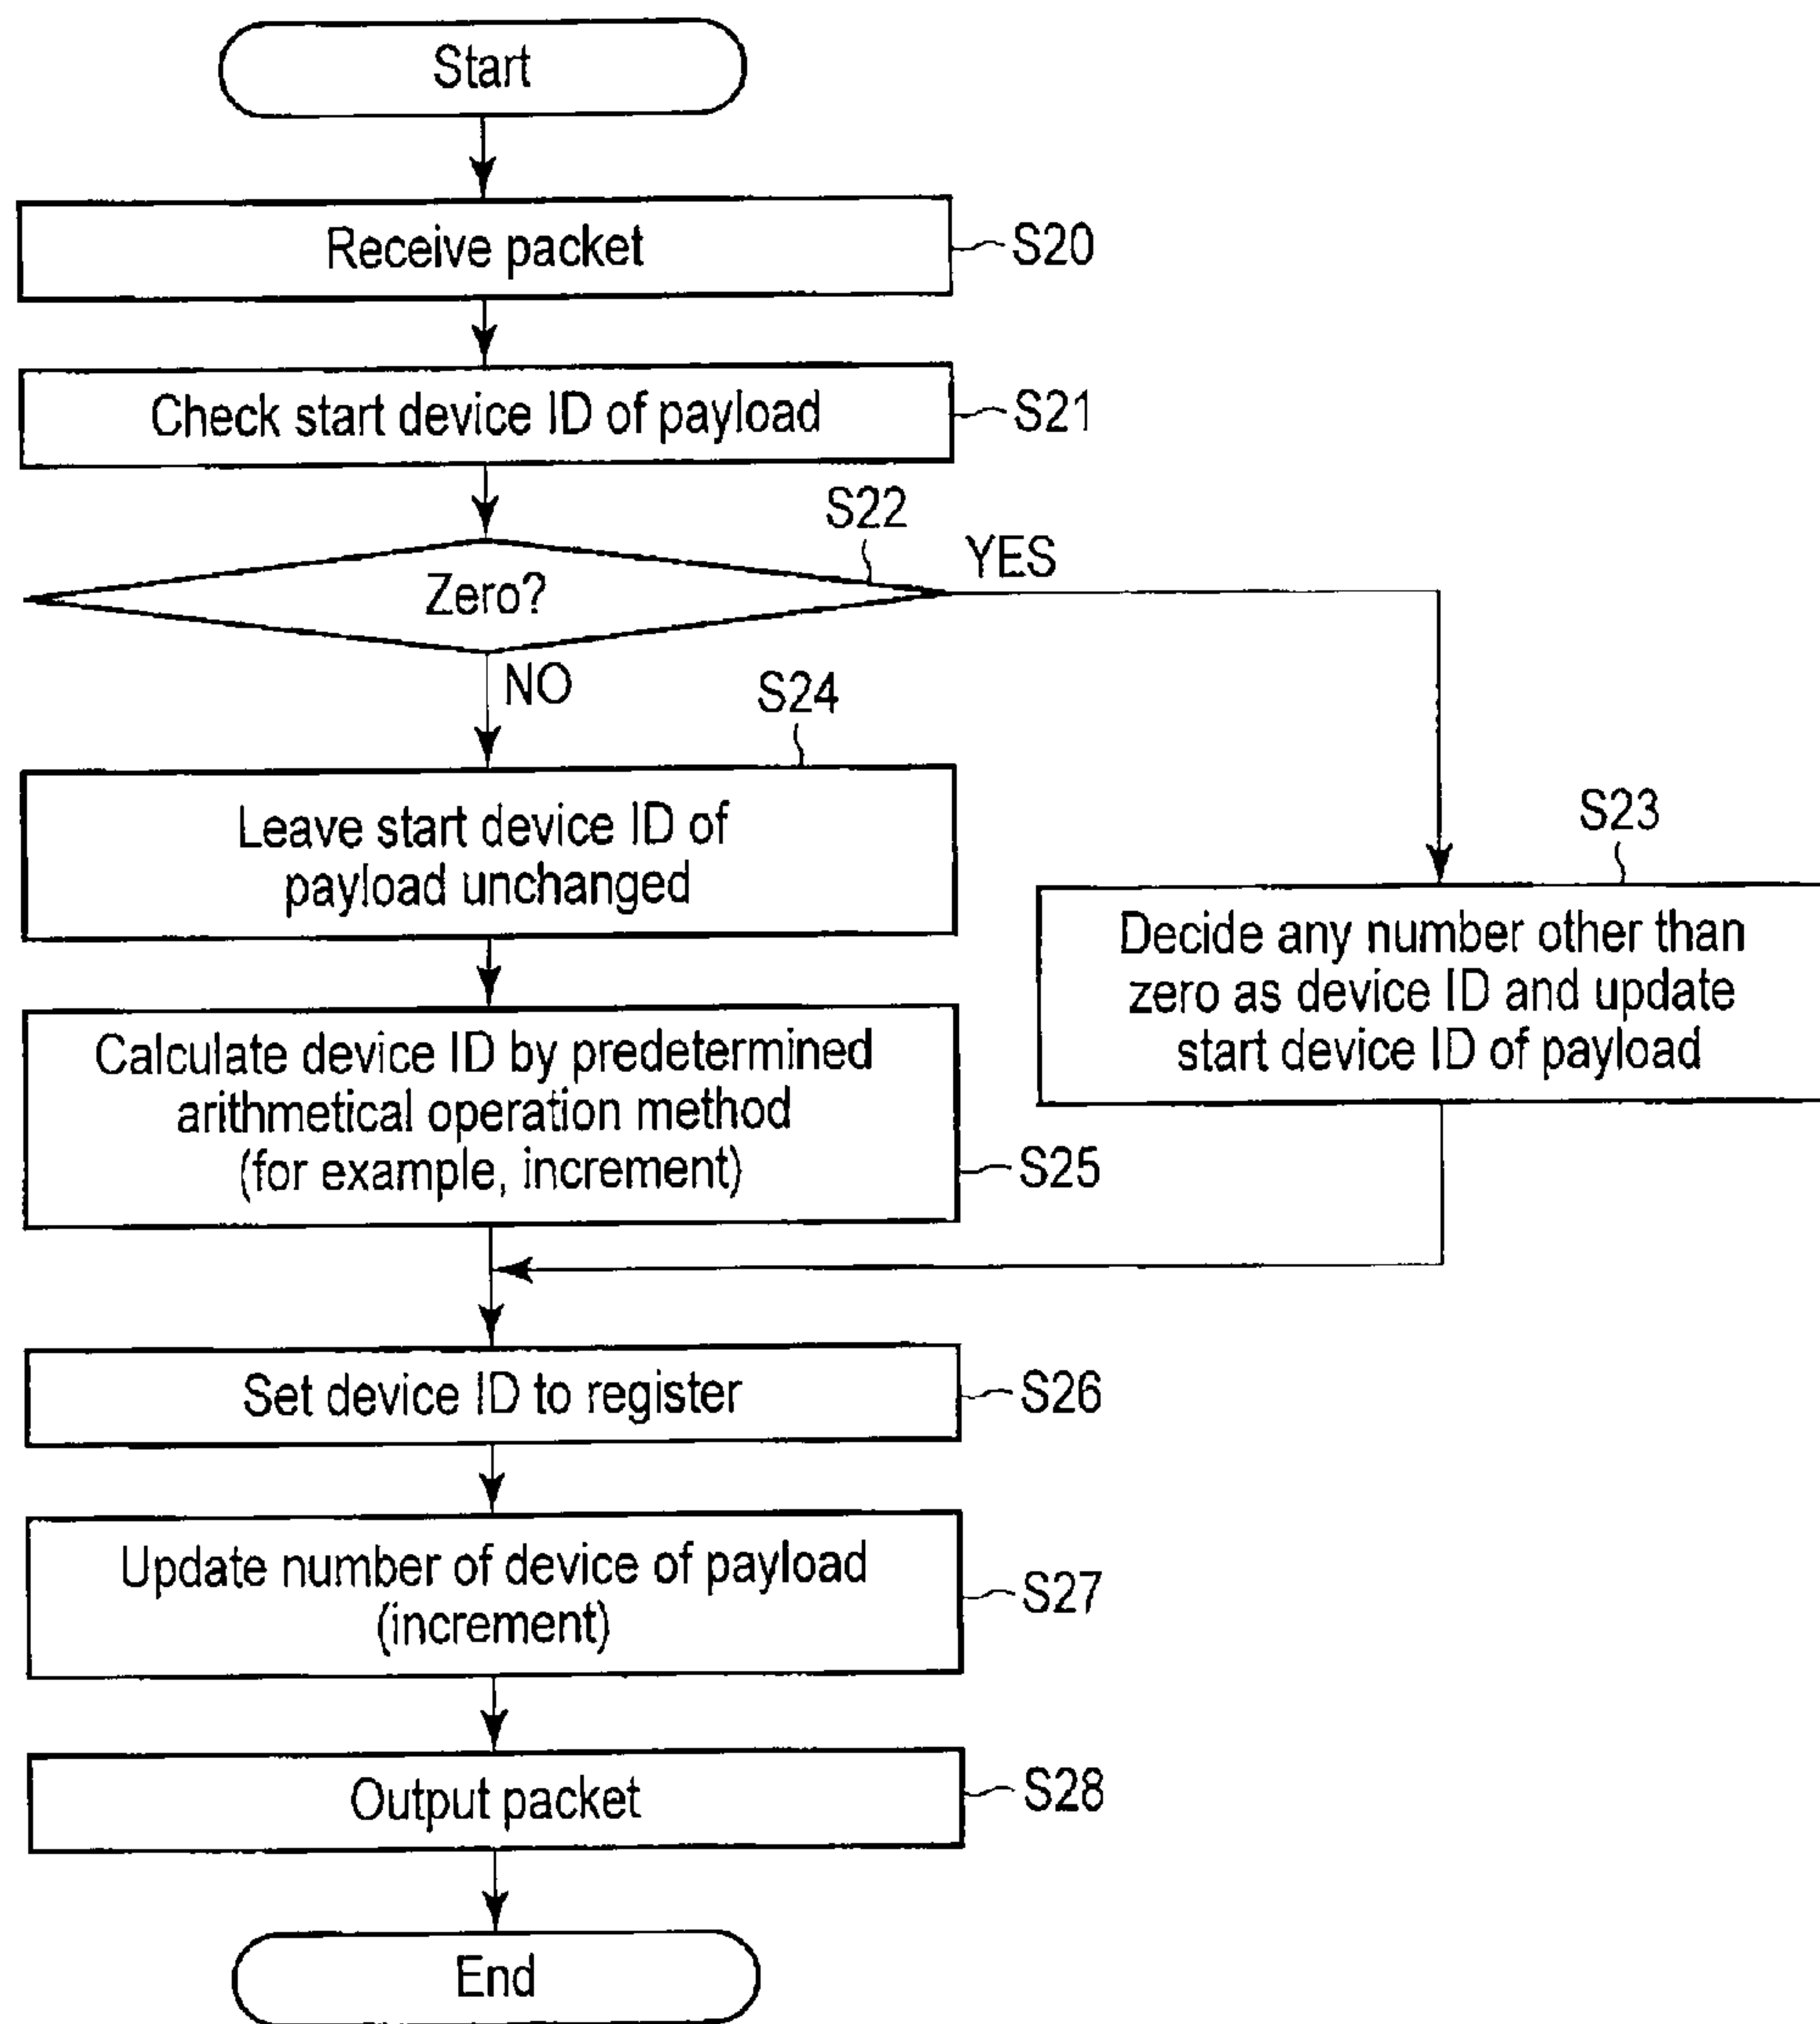 Start
Receive packet
S20
Check start device ID of payload
S21
S22
Zero?
YES
NO
S24
Leave start device ID of
payload unchanged
S23
Decide any number other than
zero as device ID and update
start device ID of payload
Calculate device ID by predetermined
arithmetical operation method
(for example, increment)
S25
Set device ID to register
S26
Update number of device of payload
(increment)
S27
Output packet
S28
End